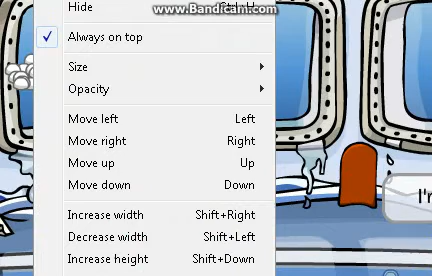 www.Bandicam.com
Hide
Always on top
Size
Opacity
Move left Left
Move right Right
Move up Up
Move down Down
I'
Increase width Shift+Right
Decrease width Shift+Left
Increase height Shift+Down